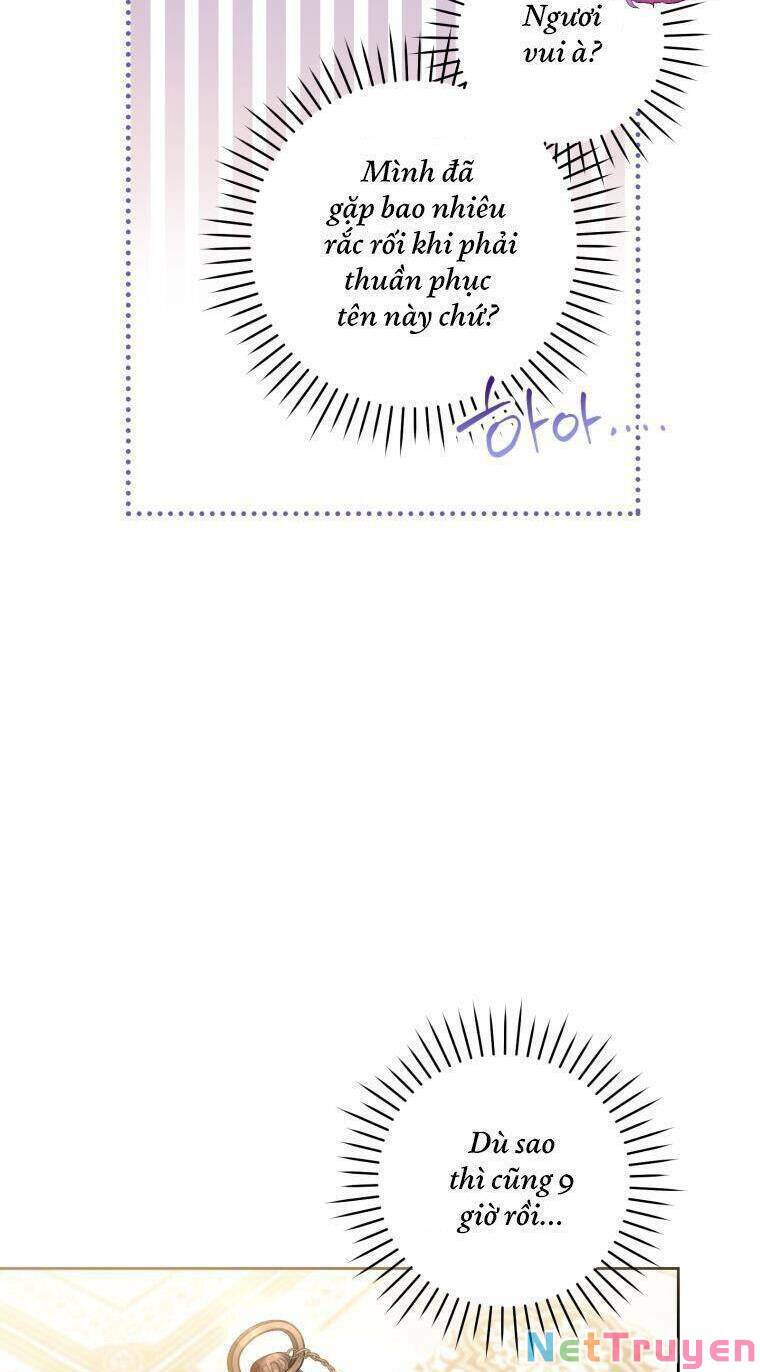 Ngươi
vui à?
Mình đã
gặp bao nhiêu
rắc rối khi phải
thuần phục
tên này chứ?
하아....
Dù sao
thì cũng 9
giờ rồi...
NetTruyen